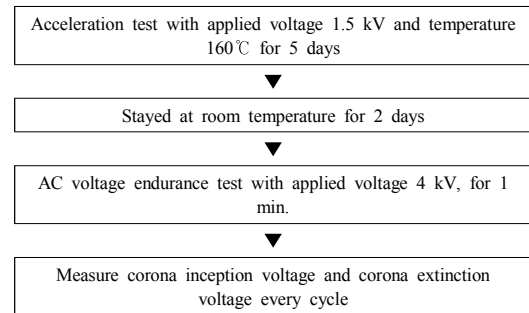 Acceleration test with applied voltage 1.5 kV and temperature
160℃ for 5 days
Stayed at room temperature for 2 days
AC voltage endurance test with applied voltage 4 kV, for 1
min.
Measure corona inception voltage and corona extinction
voltage every cycle